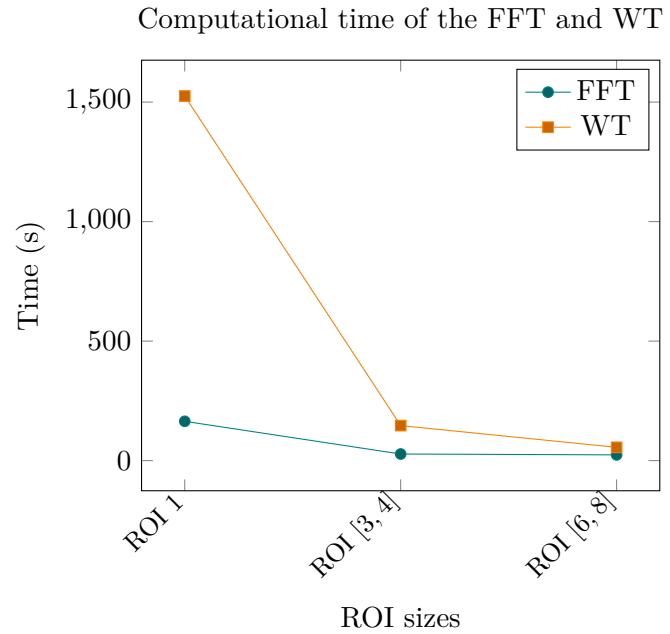 Computational time of the FFT and WT
FFT
WT
1,500
1,000
500
0
Time (s)
ROI 1
ROI [3, 4]
ROI [6, 8]
ROI sizes